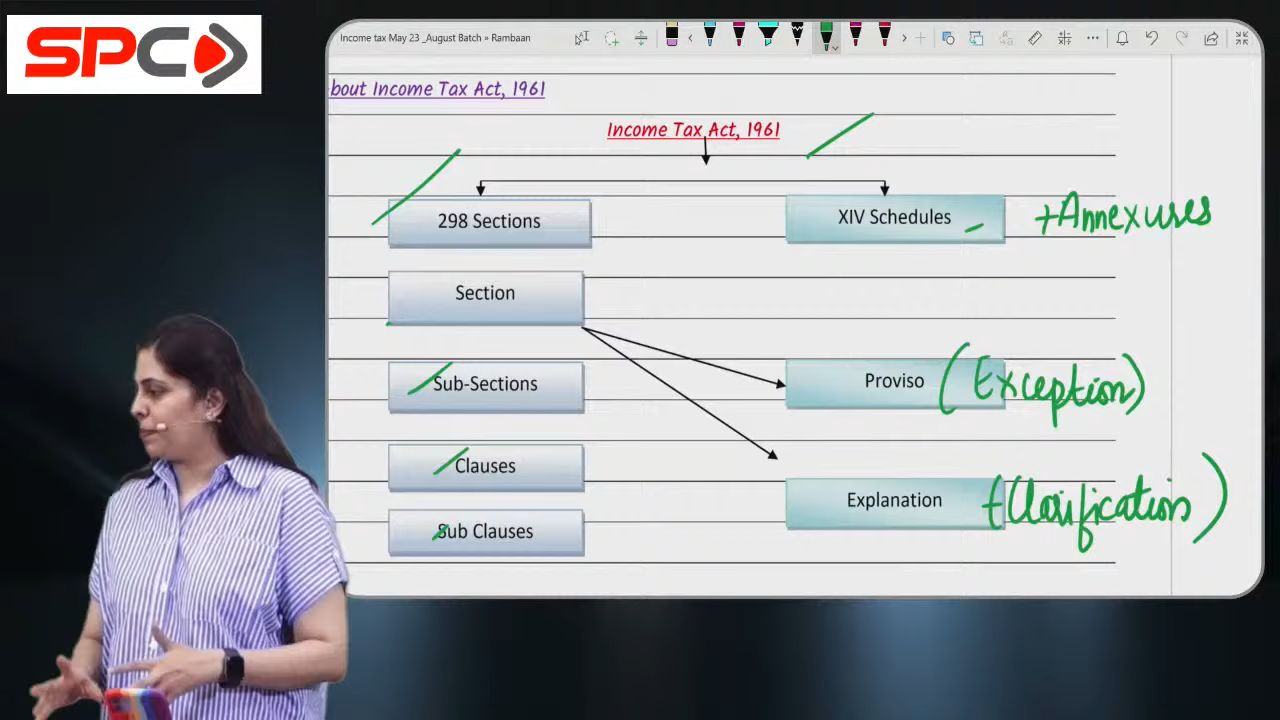 SPC
Income tax May 23 _August Batch » Rambaan
bout Income Tax Act, 1961
Income Tax Act, 1961
298 Sections
XIV Schedules
+Annexures
Section
Sub-Sections
Proviso
(Exception)
Clauses
Explanation
(Clarification)
Sub Clauses